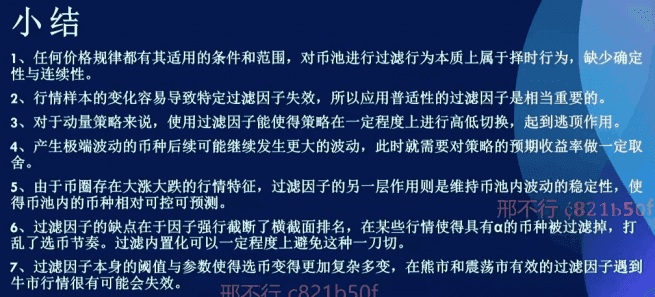 小结
1、任何价格规律都有其适用的条件和范围，对币池进行过滤行为本质上属于择时行为，缺少确定
性与连续性。
2、行情样本的变化容易导致特定过滤因子失效，所以应用普适性的过滤因子是相当重要的。
3、对于动量策略来说，使用过滤因子能使得策略在一定程度上进行高低切换，起到逃顶作用。
4、产生极端波动的币种后续可能继续发生更大的波动，此时就需要对策略的预期收益率做一定取
舍。
5、由于币圈存在大涨大跌的行情特征，过滤因子的另一层作用则是维持币池内波动的稳定性，使
得币池内的币种相对可控可预测。
邢不行 c821b50f
6、过滤因子的缺点在于因子强行截断了横截面排名，在某些行情使得具有α的币种被过滤掉，打
乱了选币节奏。过滤内置化可以一定程度上避免这种一刀切。
7、过滤因子本身的阈值与参数使得选币变得更加复杂多变，在熊市和震荡市有效的过滤因子遇到
牛市行情很有可能会失效。
邢不行 c821b50f